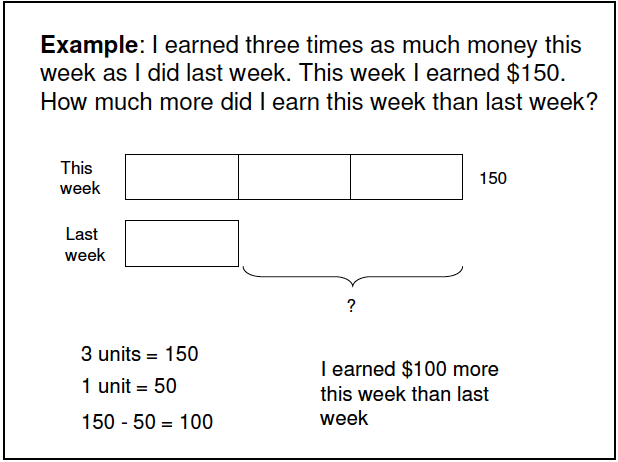 Example: I earned three times as much money this
week as I did last week. This week I earned $150.
How much more did I earn this week than last week?
This
week
150
Last
week
?
3 units = 150
1 unit = 50
150 - 50 = 100
I earned $100 more
this week than last
week